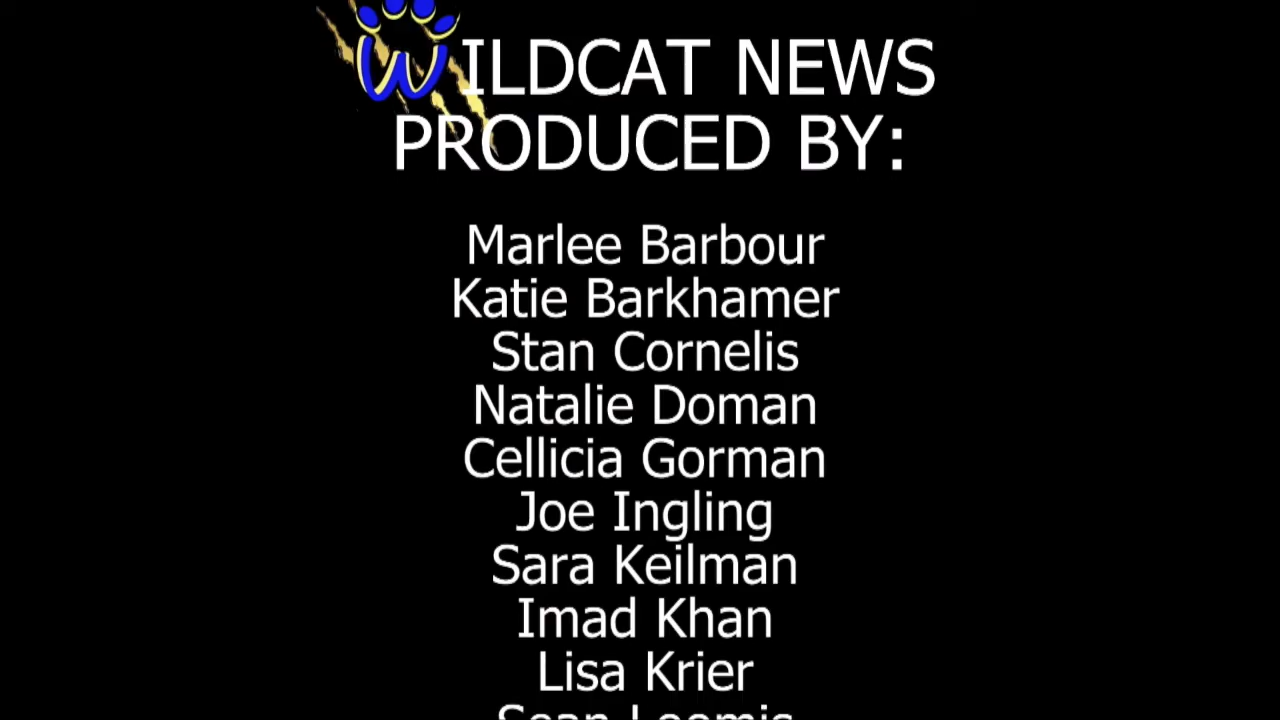 WILDCAT NEWS
PRODUCED BY:
Marlee Barbour
Katie Barkhamer
Stan Cornelis
Natalie Doman
Cellicia Gorman
Joe Ingling
Sara Keilman
Imad Khan
Lisa Krier